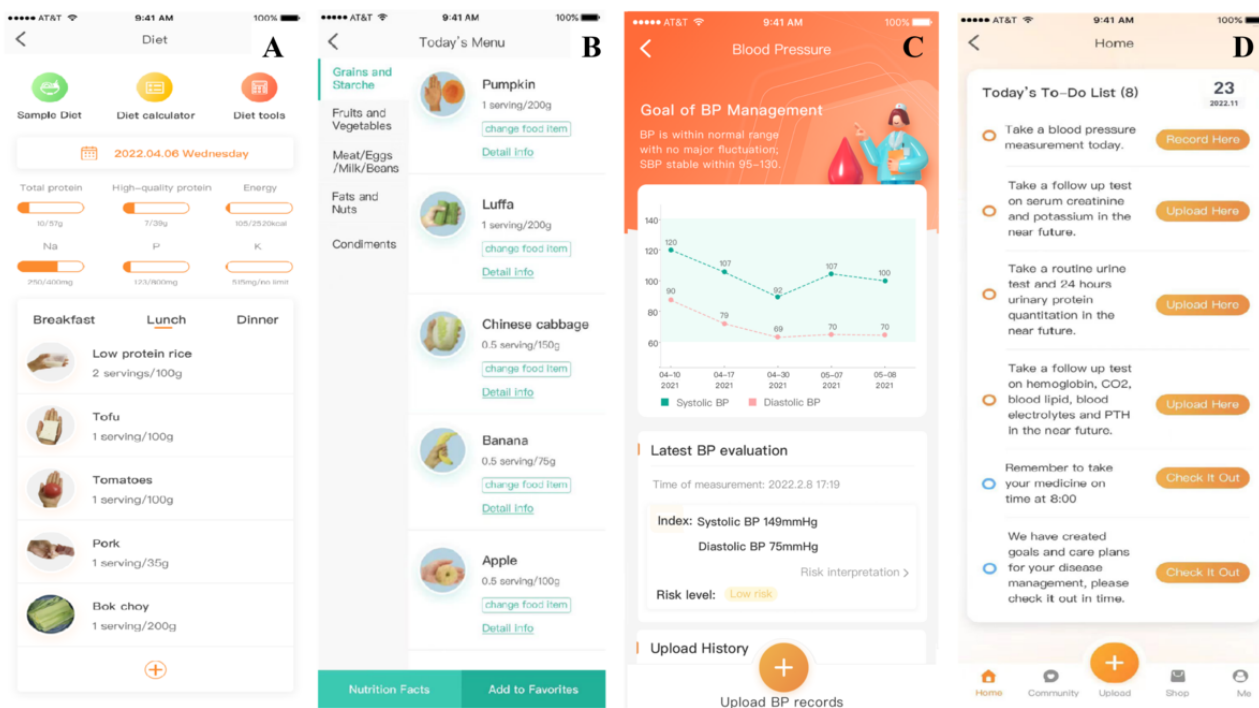 ●●●●● AT&T 9:41 AM 100%
Diet
A
Sample Diet Diet calculator Diet tools
2022.04.06 Wednesday
Total protein High-quality protein Energy
10/57g 7/39g 105/2520kcal
Na P K
250/400mg 123/800mg 515mg/no limit
Breakfast Lunch Dinner
Low protein rice
2 servings/100g
Tofu
1 serving/100g
Tomatoes
1 serving/100g
Pork
1 serving/35g
Bok choy
1 serving/200g
●●●●● AT&T 9:41 AM 100%
Today's Menu
B
Grains and
Starche
Fruits and
Vegetables
Meat/Eggs
/Milk/Beans
Fats and
Nuts
Condiments
Pumpkin
1 serving/200g
change food item
Detail info
Luffa
1 serving/200g
change food item
Detail info
Chinese cabbage
0.5 serving/150g
change food item
Detail info
Banana
0.5 serving/75g
change food item
Detail info
Apple
0.5 serving/100g
change food item
Detail info
Nutrition Facts Add to Favorites
●●●●● AT&T 9:41 AM 100%
Blood Pressure
C
Goal of BP Management
BP is within normal range
with no major fluctuation;
SBP stable within 95-130.
140
120
100
80
60
120 107 92 107 100
90 79 69 70 70
04-10 04-17 04-30 05-07 05-08
2021 2021 2021 2021 2021
Systolic BP Diastolic BP
Latest BP evaluation
Time of measurement: 2022.2.8 17:19
Index: Systolic BP 149mmHg
Diastolic BP 75mmHg
Risk interpretation >
Risk level: Low risk
Upload History
Upload BP records
●●●●● AT&T 9:41 AM 100%
Home
D
Today's To-Do List (8)
23
2022.11
Take a blood pressure
measurement today.
Record Here
Take a follow up test
on serum creatinine
and potassium in the
near future.
Upload Here
Take a routine urine
test and 24 hours
urinary protein
quantitation in the
near future.
Upload Here
Take a follow up test
on hemoglobin, CO2,
blood lipid, blood
electrolytes and PTH
in the near future.
Upload Here
Remember to take
your medicine on
time at 8:00
Check It Out
We have created
goals and care plans
for your disease
management, please
check it out in time.
Check It Out
Home Community Upload Shop Me